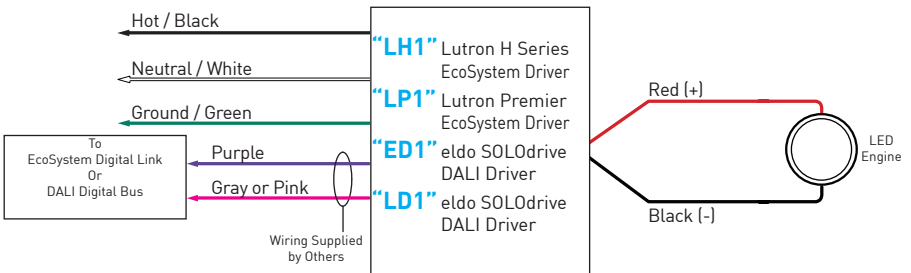 Hot / Black
Neutral / White
Ground / Green
To
EcoSystem Digital Link
Or
DALI Digital Bus
Purple
Gray or Pink
Wiring Supplied
by Others
“LH1” Lutron H Series
EcoSystem Driver
“LP1” Lutron Premier
EcoSystem Driver
“ED1” eldo SOLOdrive
DALI Driver
“LD1” eldo SOLOdrive
DALI Driver
Red (+)
Black (-)
LED
Engine